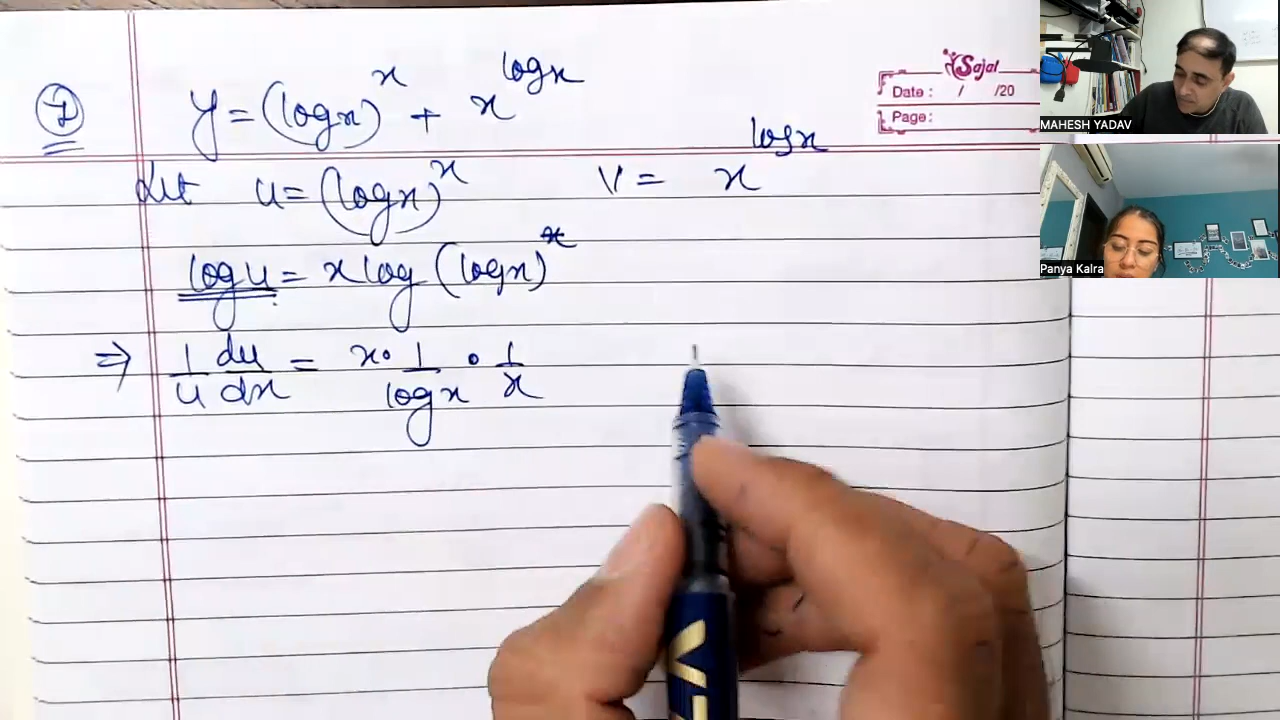 7 y = (log x)^x + x^(log x)
Sajal
Date : / /20
Page:
Let u = (log x)^x v = x^(log x)
log u = x log (log x)
⇒ 1/u du/dx = x · 1/(log x) · 1/x
V7
MAHESH YADAV
Panya Kalra